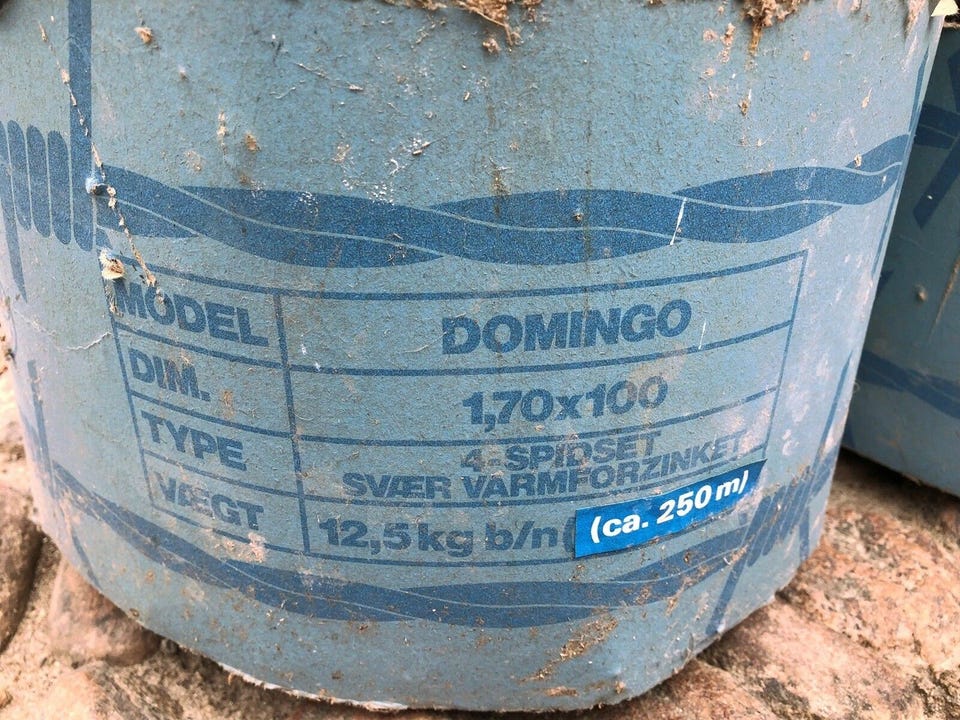 MODEL DOMINGO
DIM. 1,70x100
TYPE 4-SPIDSET
SVÆR VARMFORZINKET
VÆGT 12,5 kg b/n (ca. 250 m)